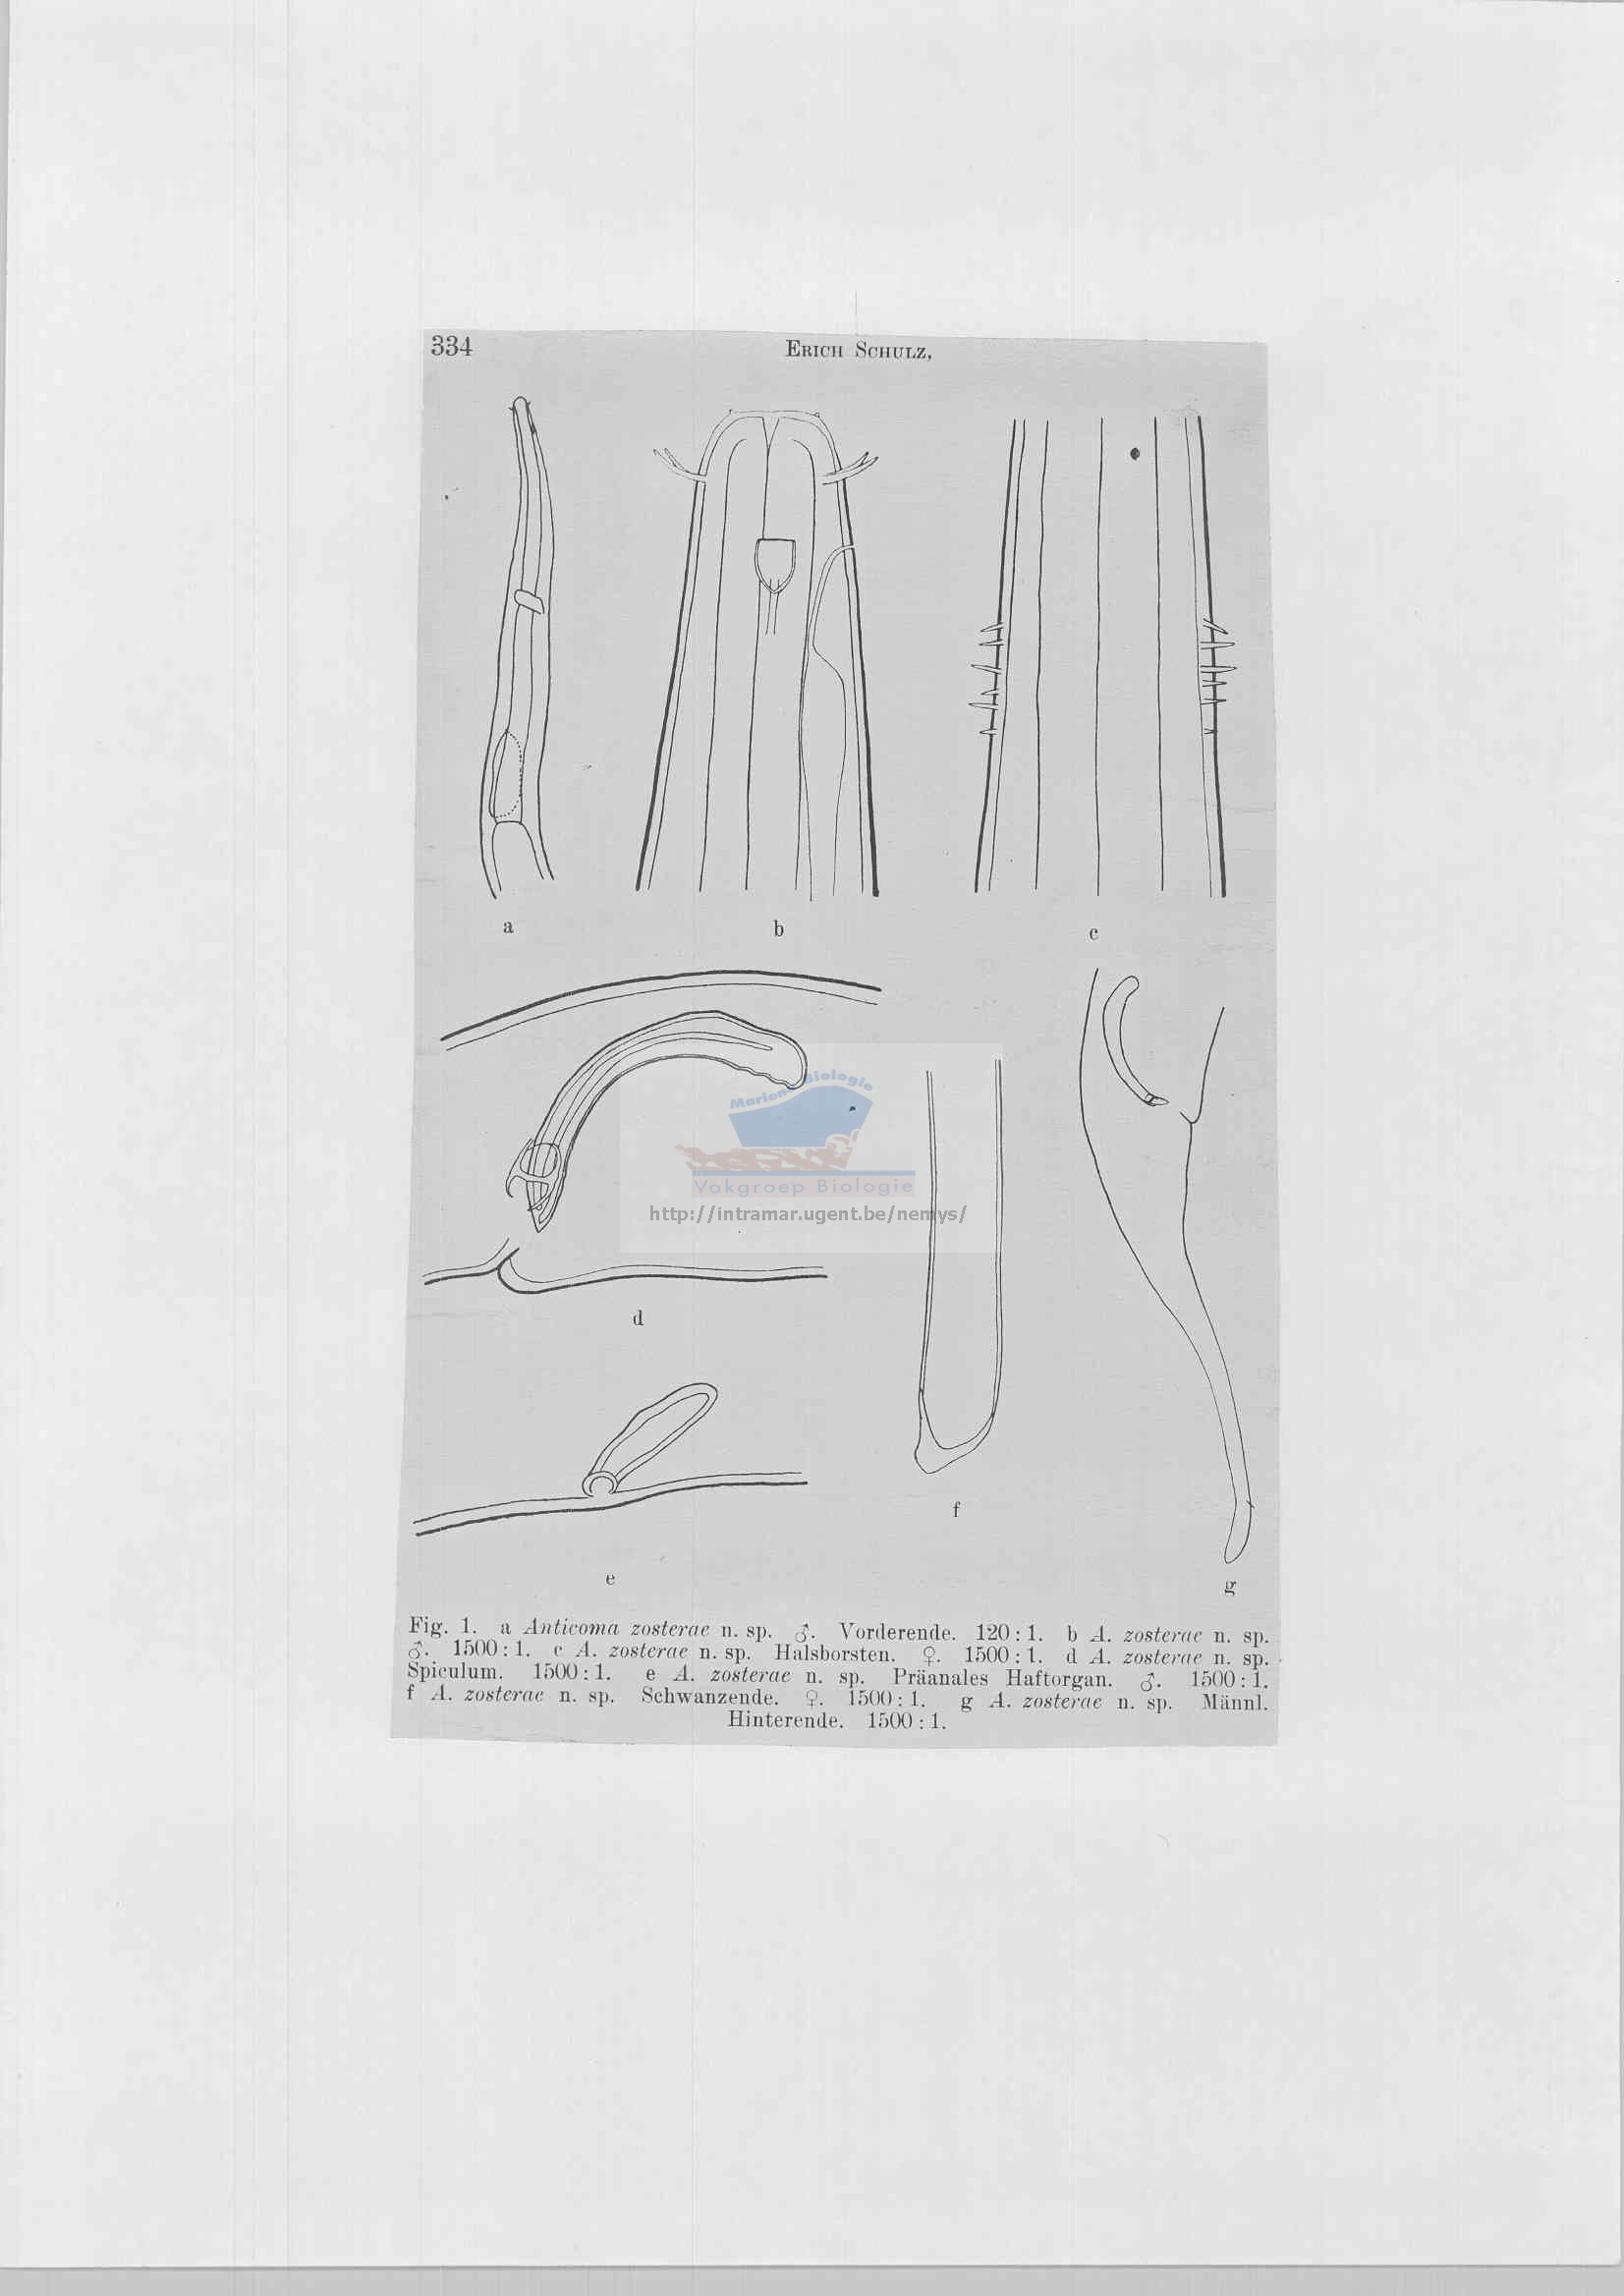 334
ERICH SCHULZ,
a
b
c
Mariene Biologie
Vakgroep Biologie
http://intramar.ugent.be/nemys/
d
f
e
g
Fig. 1. a Anticoma zosterae n. sp. ♂. Vorderende. 120 : 1. b A. zosterae n. sp.
♂. 1500 : 1. c A. zosterae n. sp. Halsborsten. ♀. 1500 : 1. d A. zosterae n. sp.
Spiculum. 1500 : 1. e A. zosterae n. sp. Präanales Haftorgan. ♂. 1500 : 1.
f A. zosterae n. sp. Schwanzende. ♀. 1500 : 1. g A. zosterae n. sp. Männl.
Hinterende. 1500 : 1.